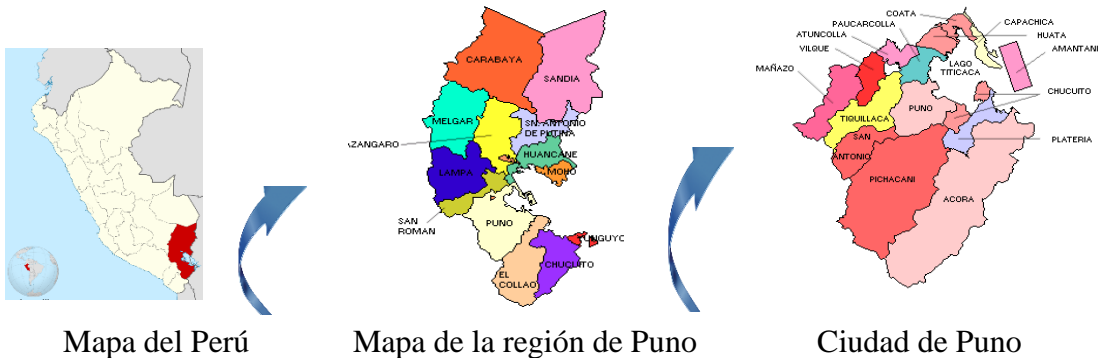 CARABAYA
SANDIA
MELGAR
SN. ANTONIO
DE PUTINA
AZANGARO
HUANCANE
LAMPA
MOHO
SAN
ROMAN
PUNO
YUNGUYO
CHUCUITO
EL
COLLAO
COATA
PAUCARCOLLA
CAPACHICA
ATUNCOLLA
HUATA
VILQUE
AMANTANI
LAGO
TITICACA
MAÑAZO
CHUCUITO
PUNO
TIQUILLACA
SAN
ANTONIO
PLATERIA
PICHACANI
ACORA
Mapa del Perú
Mapa de la región de Puno
Ciudad de Puno